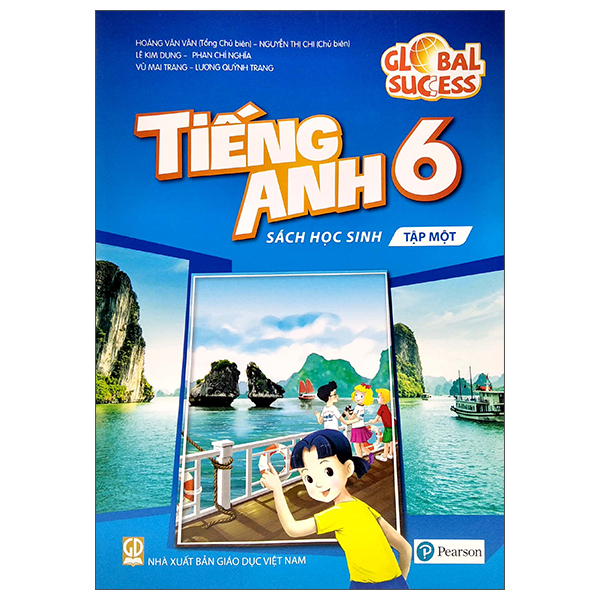 HOÀNG VĂN VÂN (Tổng Chủ biên) – NGUYỄN THỊ CHI (Chủ biên)
LÊ KIM DUNG – PHAN CHÍ NGHĨA
VŨ MAI TRANG – LƯƠNG QUỲNH TRANG
GLOBAL
SUCCESS
TIẾNG
ANH 6
SÁCH HỌC SINH
TẬP MỘT
GD
NHÀ XUẤT BẢN GIÁO DỤC VIỆT NAM
Pearson